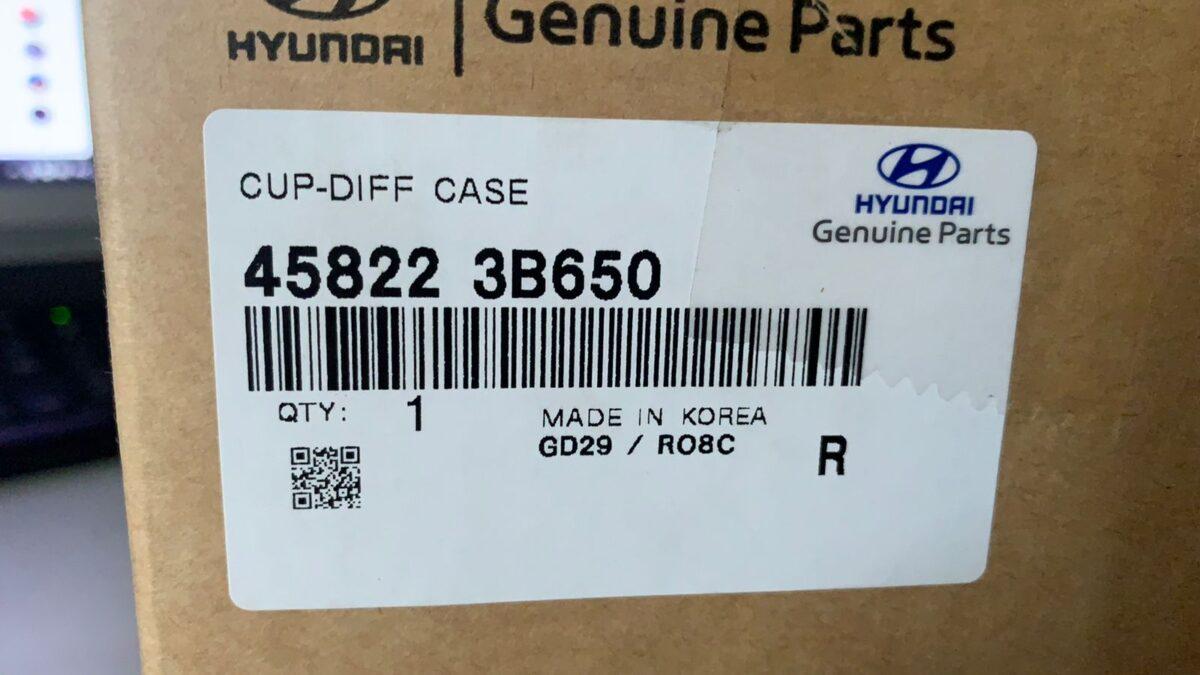 HYUNDAI | Genuine Parts
CUP-DIFF CASE
HYUNDAI
Genuine Parts
45822 3B650
QTY: 1
MADE IN KOREA
GD29 / RO8C
R